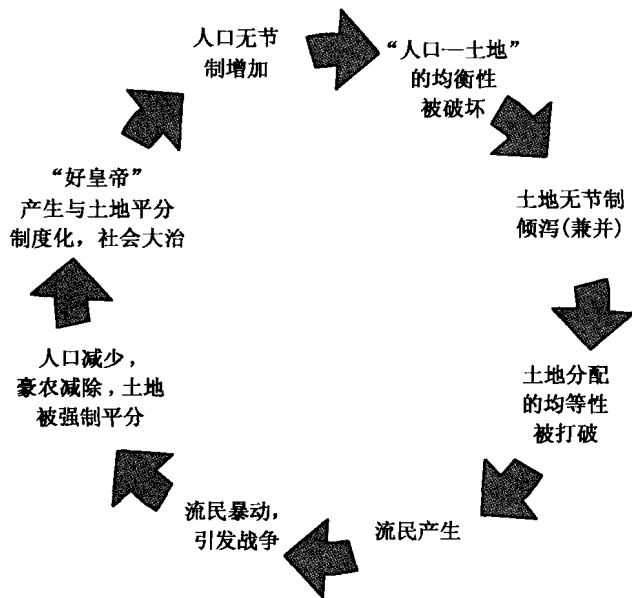 人口无节
制增加
“人口—土地”
的均衡性
被破坏
土地无节制
倾泻(兼并)
土地分配
的均等性
被打破
流民产生
流民暴动，
引发战争
人口减少，
豪农减除，土地
被强制平分
“好皇帝”
产生与土地平分
制度化，社会大治